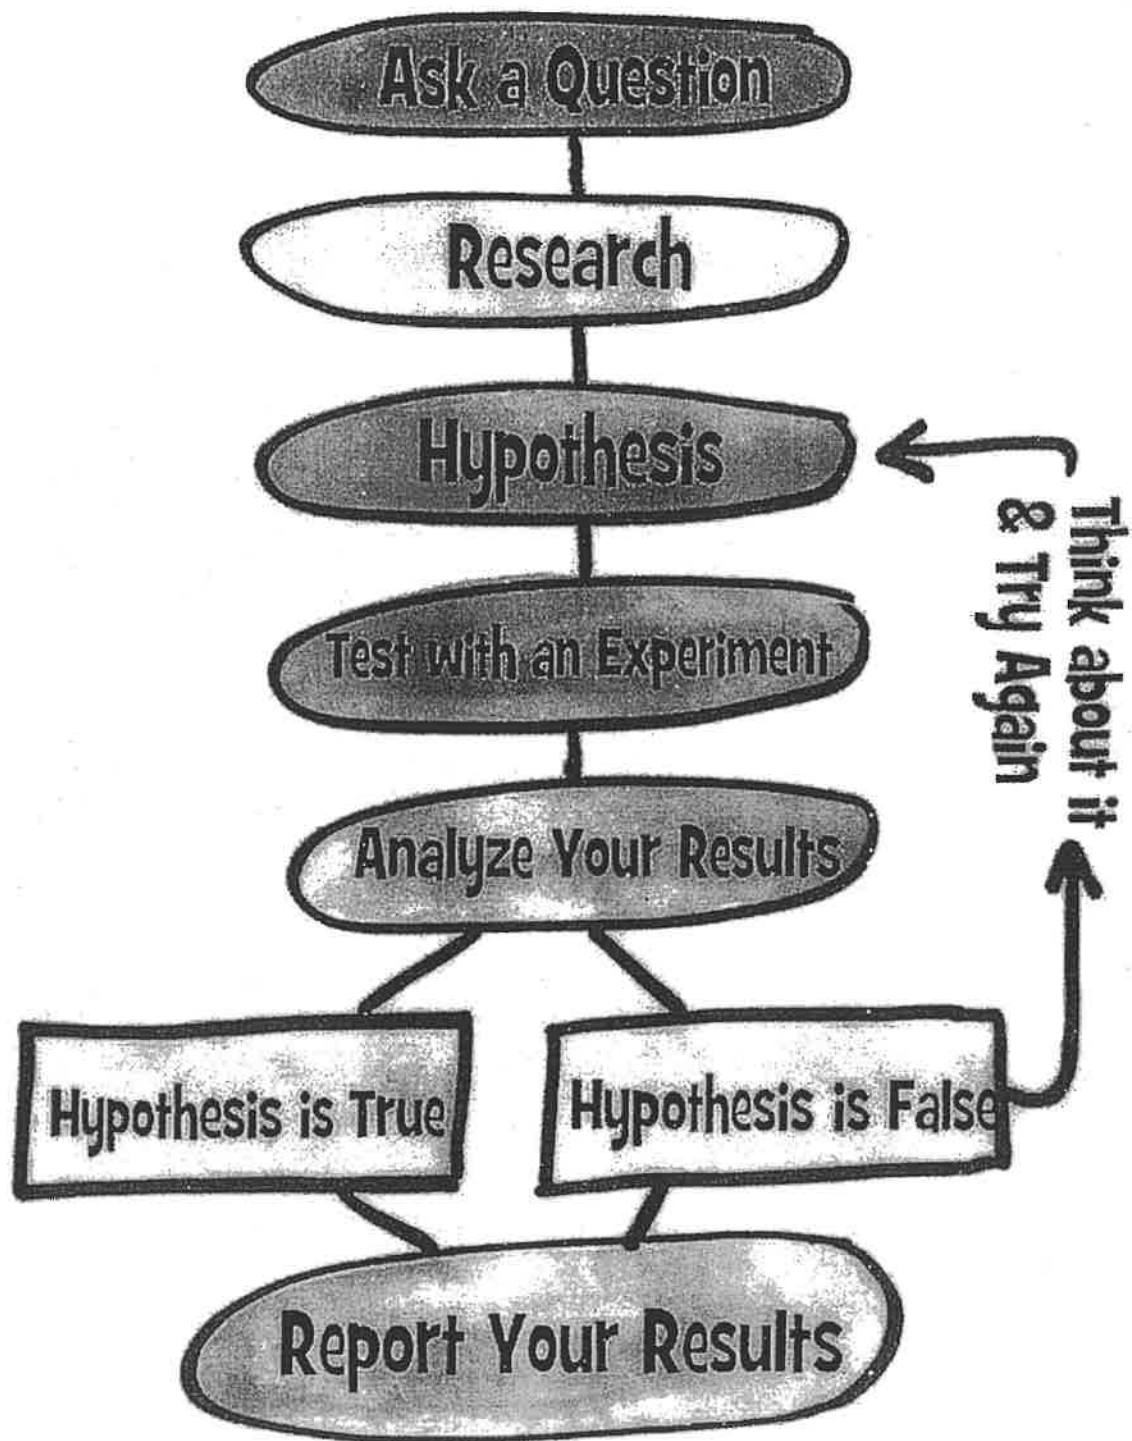 Ask a Question
Research
Hypothesis
Think about it
& Try Again
Test with an Experiment
Analyze Your Results
Hypothesis is True
Hypothesis is False
Report Your Results